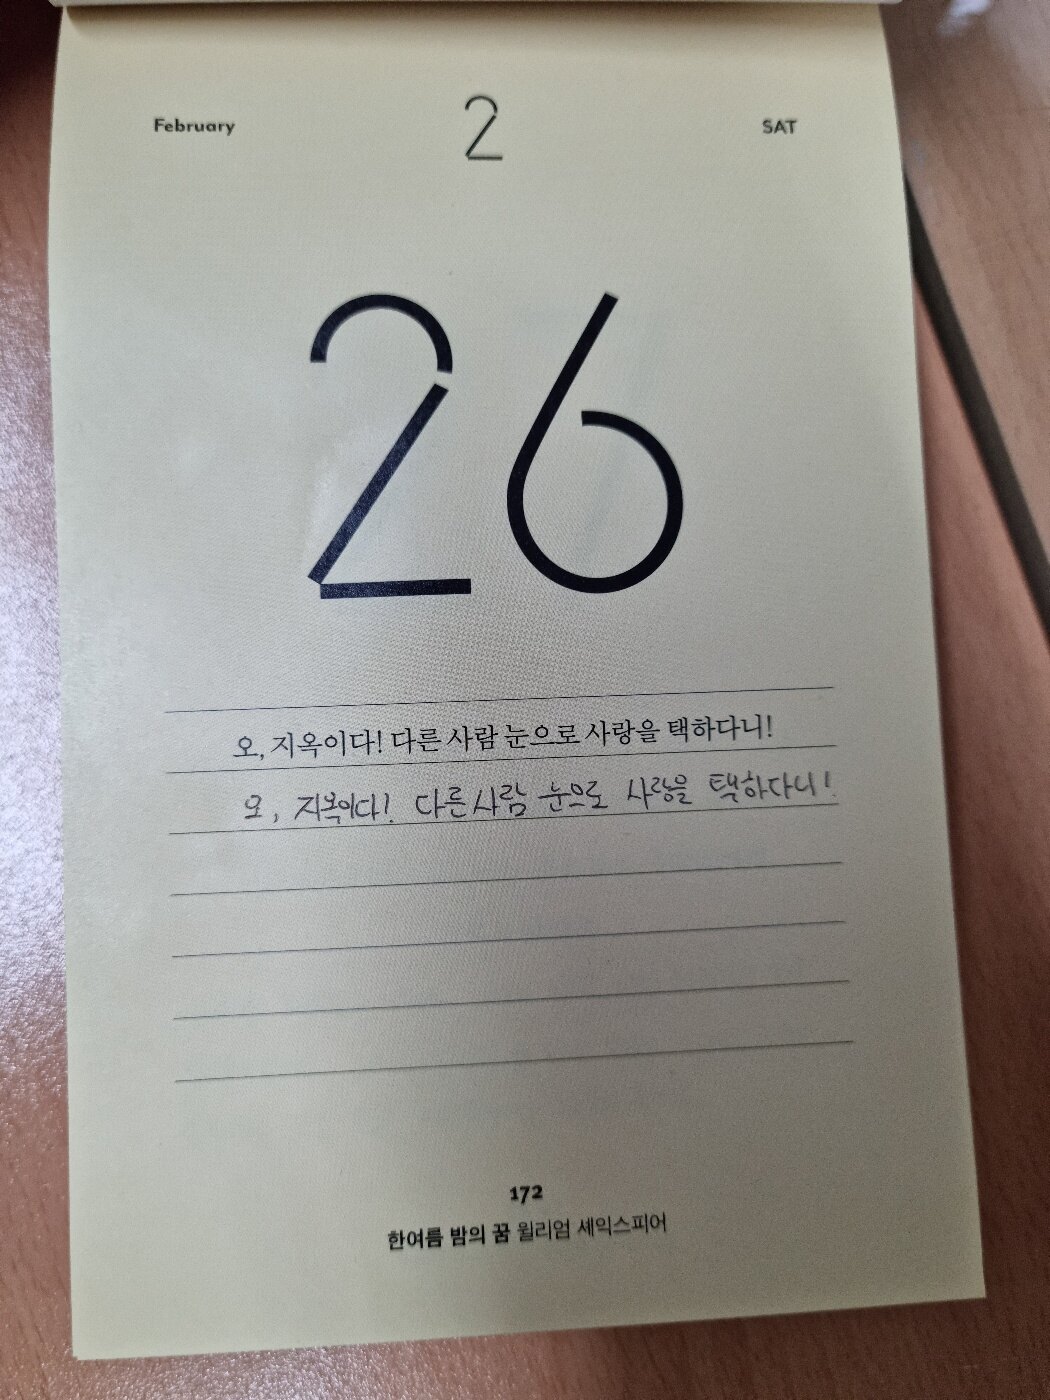 February 2 SAT
26
오, 지옥이다! 다른 사람 눈으로 사랑을 택하다니!
오, 지옥이다! 다른 사람 눈으로 사랑을 택하다니!
172
한여름 밤의 꿈 윌리엄 셰익스피어